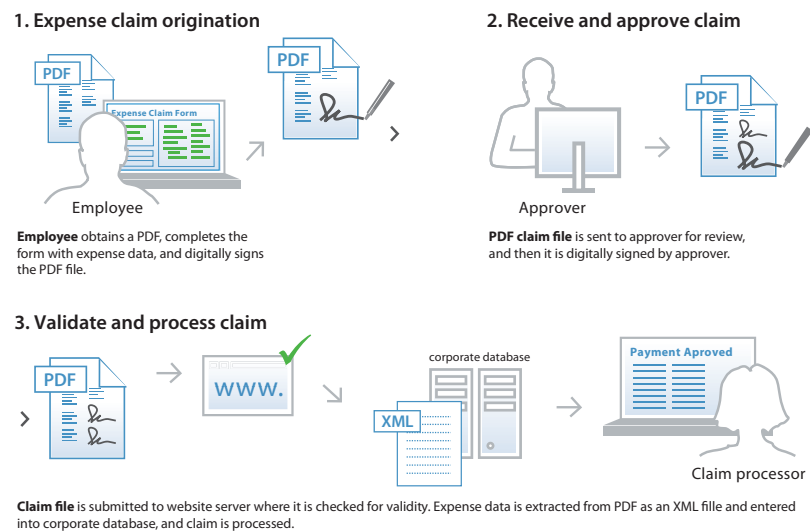 1. Expense claim origination
PDF
Expense Claim Form
PDF
Employee
Employee obtains a PDF, completes the
form with expense data, and digitally signs
the PDF file.
2. Receive and approve claim
PDF
Approver
PDF claim file is sent to approver for review,
and then it is digitally signed by approver.
3. Validate and process claim
PDF
www.
corporate database
XML
Payment Aproved
Claim processor
Claim file is submitted to website server where it is checked for validity. Expense data is extracted from PDF as an XML fille and entered
into corporate database, and claim is processed.